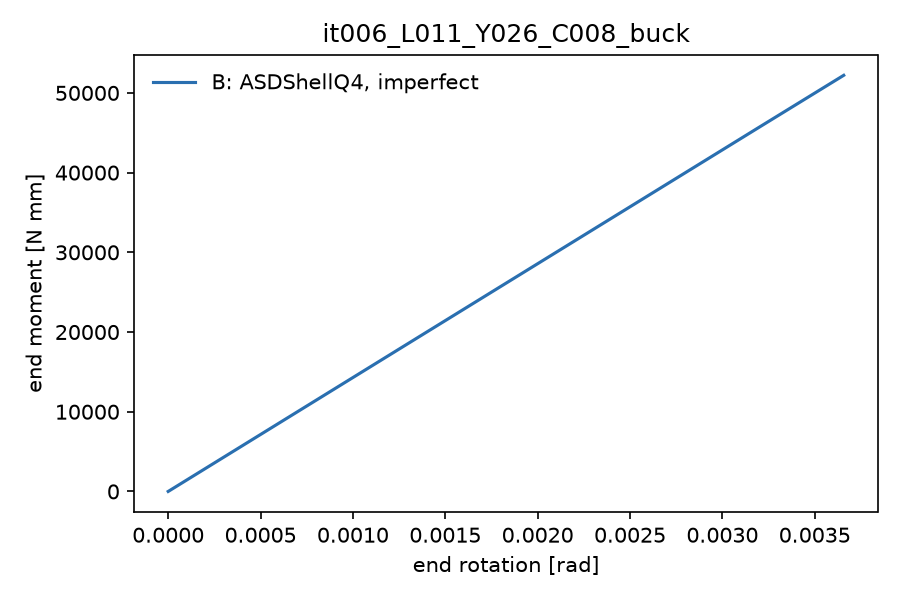 it006_L011_Y026_C008_buck
B: ASDShellQ4, imperfect
50000
40000
30000
20000
10000
0
end moment [N mm]
0.0000 0.0005 0.0010 0.0015 0.0020 0.0025 0.0030 0.0035
end rotation [rad]